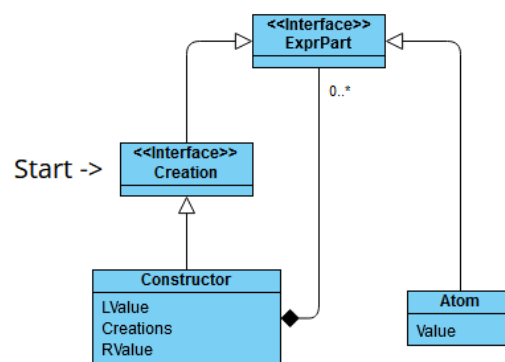 <<Interface>>
ExprPart
0..*
Start ->
<<Interface>>
Creation
Constructor
LValue
Creations
RValue
Atom
Value